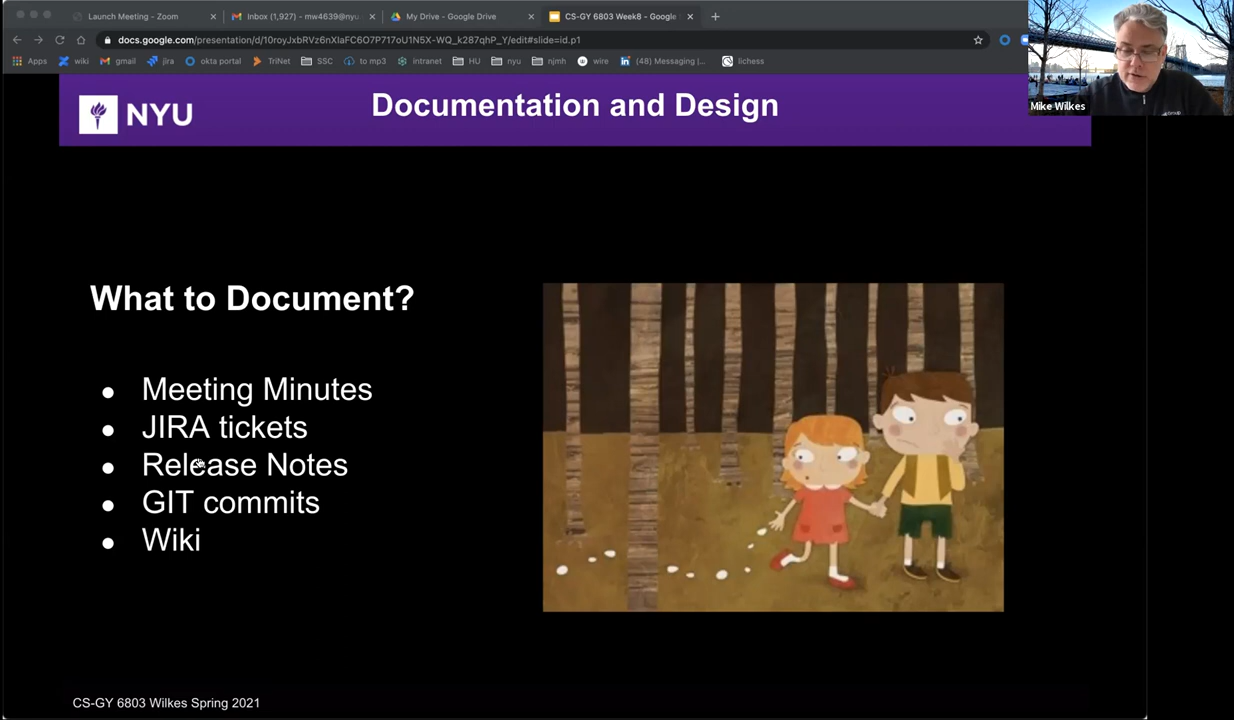 Launch Meeting - Zoom
Inbox (1,927) - mw4639@nyu
My Drive - Google Drive
CS-GY 6803 Week8 - Google
docs.google.com/presentation/d/10royJxbRVz6nXIaFC6O7P717oU1N5X-WQ_k287qhP_Y/edit#slide=id.p1
Apps wiki gmail jira okta portal TriNet SSC to mp3 intranet HU nyu njmh wire (48) Messaging |... lichess
Mike Wilkes
NYU
Documentation and Design
What to Document?
● Meeting Minutes
● JIRA tickets
● Release Notes
● GIT commits
● Wiki
CS-GY 6803 Wilkes Spring 2021